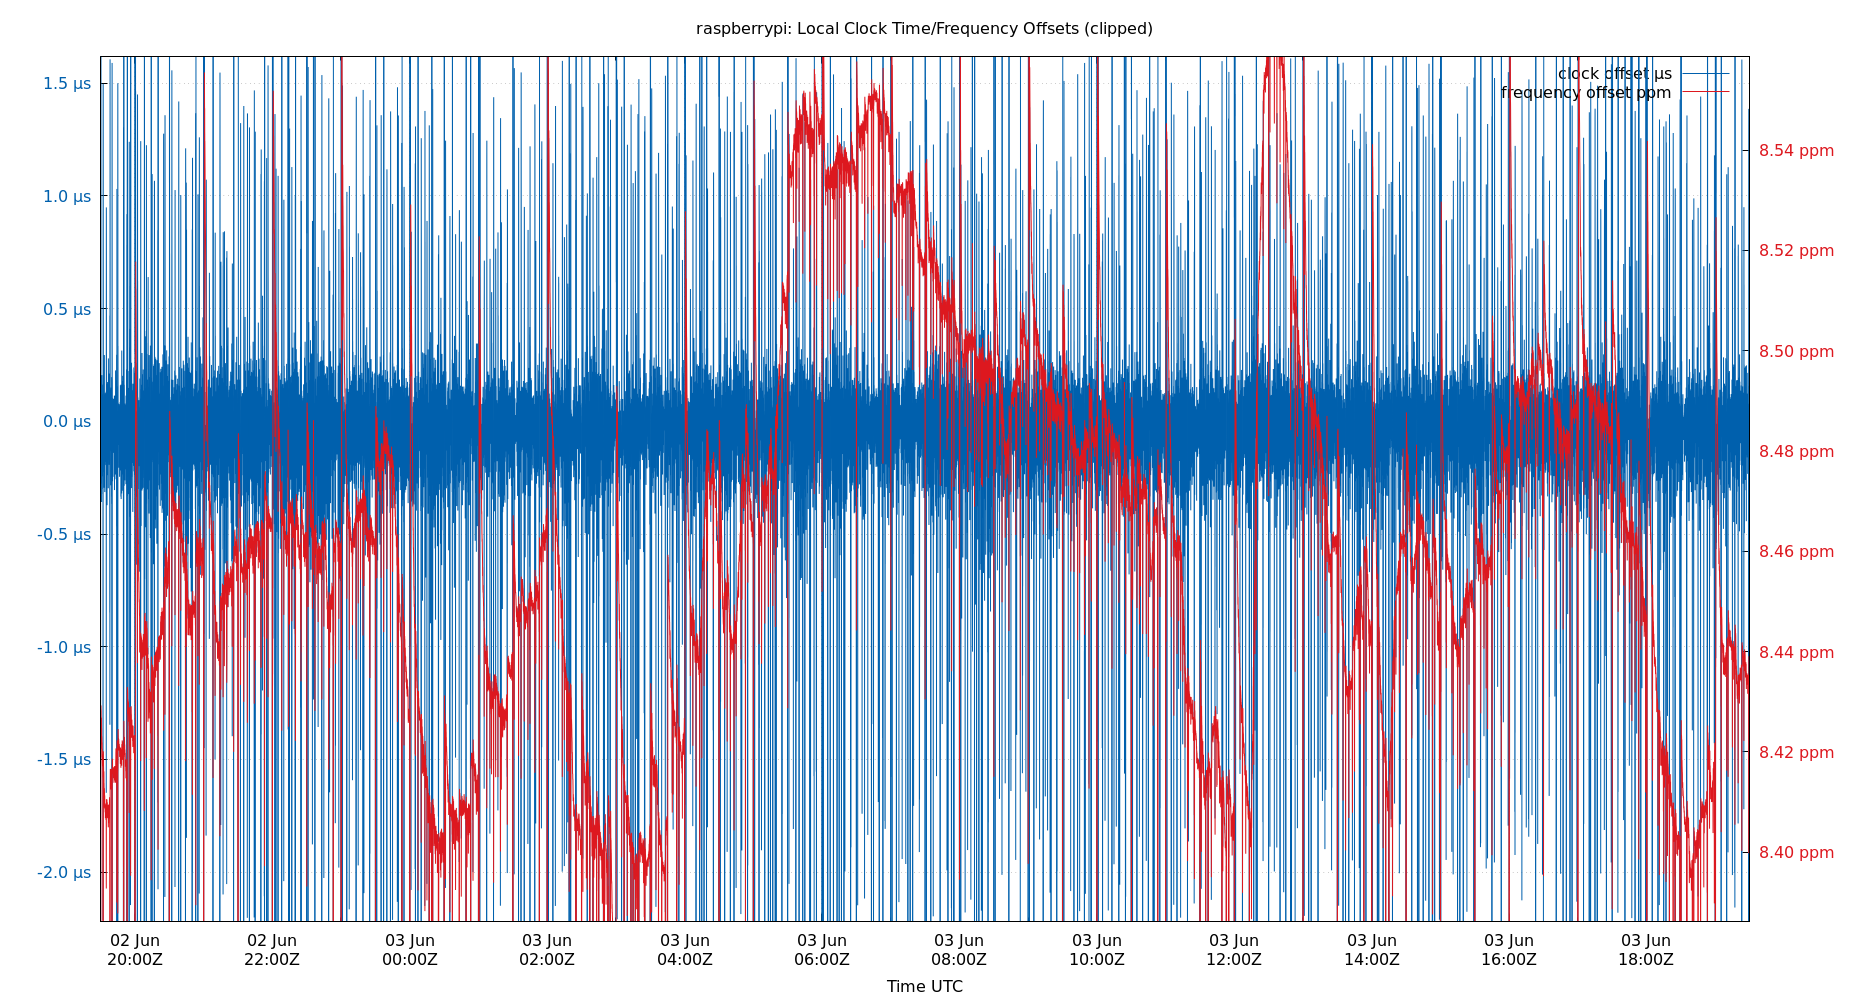 raspberrypi: Local Clock Time/Frequency Offsets (clipped)
clock offset µs
frequency offset ppm
1.5 µs
1.0 µs
0.5 µs
0.0 µs
-0.5 µs
-1.0 µs
-1.5 µs
-2.0 µs
8.54 ppm
8.52 ppm
8.50 ppm
8.48 ppm
8.46 ppm
8.44 ppm
8.42 ppm
8.40 ppm
02 Jun 02 Jun 03 Jun 03 Jun 03 Jun 03 Jun 03 Jun 03 Jun 03 Jun 03 Jun 03 Jun 03 Jun
20:00Z 22:00Z 00:00Z 02:00Z 04:00Z 06:00Z 08:00Z 10:00Z 12:00Z 14:00Z 16:00Z 18:00Z
Time UTC